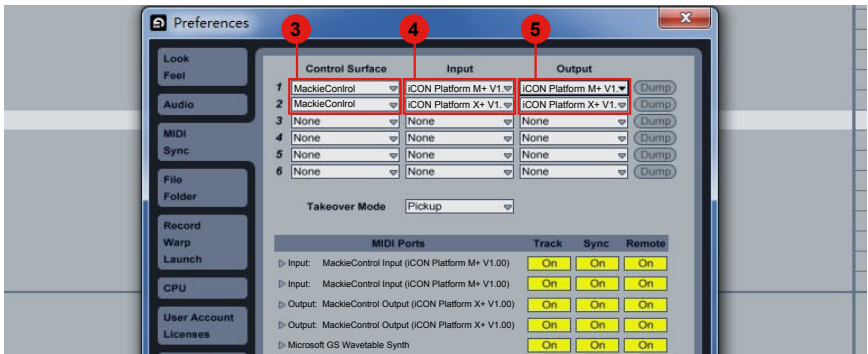 Preferences
x
3 4 5
Look
Feel
Audio
MIDI
Sync
File
Folder
Record
Warp
Launch
CPU
User Account
Licenses
Control Surface Input Output
1 MackieConlrol iCON Platform M+ V1. iCON Platform M+ V1. Dump
2 MackieConlrol iCON Platform X+ V1. iCON Platform X+ V1. Dump
3 None None None Dump
4 None None None Dump
5 None None None Dump
6 None None None Dump
Takeover Mode Pickup
MIDI Ports Track Sync Remote
Input: MackieControl Input (iCON Platform M+ V1.00) On On On
Input: MackieControl Input (iCON Platform M+ V1.00) On On On
Output: MackieControl Output (iCON Platform X+ V1.00) On On On
Output: MackieControl Output (iCON Platform X+ V1.00) On On On
Microsoft GS Wavetable Synth On On On